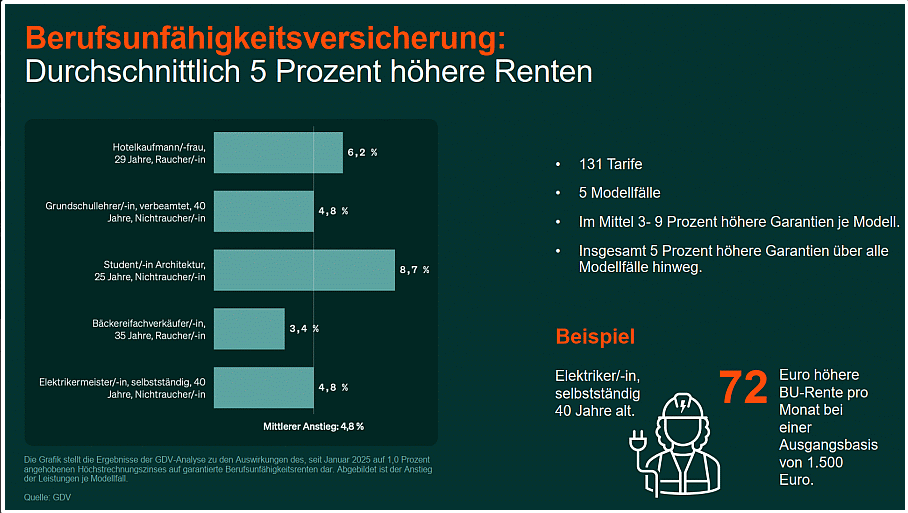 Berufsunfähigkeitsversicherung:
Durchschnittlich 5 Prozent höhere Renten
Hotelkaufmann/-frau,
29 Jahre, Raucher/-in
6,2 %
Grundschullehrer/-in, verbeamtet, 40
Jahre, Nichtraucher/-in
4,8 %
Student/-in Architektur,
25 Jahre, Nichtraucher/-in
8,7 %
Bäckereifachverkäufer/-in,
35 Jahre, Raucher/-in
3,4 %
Elektrikermeister/-in, selbstständig, 40
Jahre, Nichtraucher/-in
4,8 %
Mittlerer Anstieg: 4,8 %
Die Grafik stellt die Ergebnisse der GDV-Analyse zu den Auswirkungen des, seit Januar 2025 auf 1,0 Prozent
angehobenen Höchstrechnungszinses auf garantierte Berufsunfähigkeitsrenten dar. Abgebildet ist der Anstieg
der Leistungen je Modellfall.
Quelle: GDV
• 131 Tarife
• 5 Modellfälle
• Im Mittel 3- 9 Prozent höhere Garantien je Modell.
• Insgesamt 5 Prozent höhere Garantien über alle
Modellfälle hinweg.
Beispiel
Elektriker/-in,
selbstständig
40 Jahre alt.
72
Euro höhere
BU-Rente pro
Monat bei
einer
Ausgangsbasis
von 1.500
Euro.